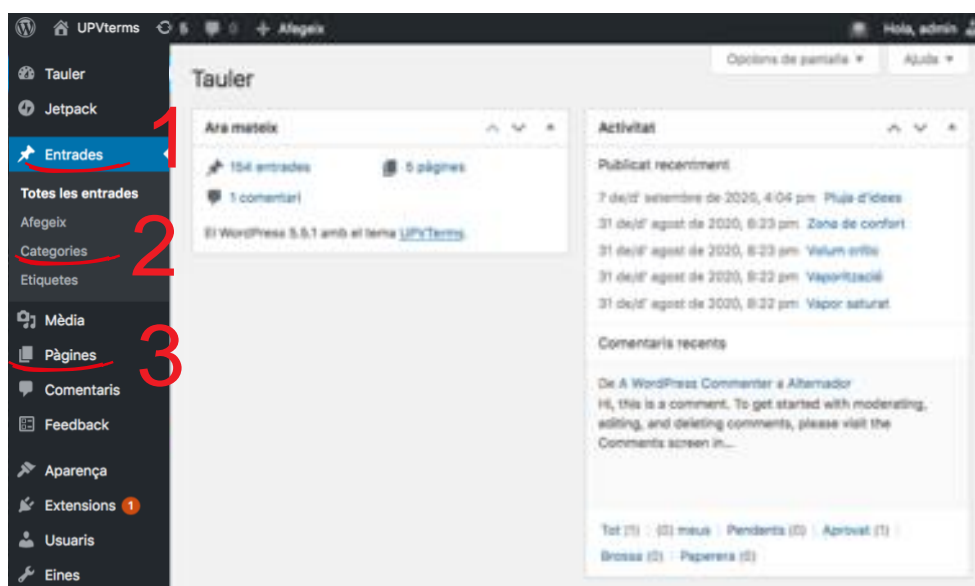 UPVterms 5 0 Afegeix Hola, admin
Opcions de pantalla Ajuda
Tauler
Jetpack
Entrades
Totes les entrades
Afegeix
Categories
Etiquetes
Mèdia
Pàgines
Comentaris
Feedback
Aparença
Extensions 1
Usuaris
Eines
1
2
3
Tauler
Ara mateix
154 entrades 5 pàgines
1 comentari
El WordPress 5.5.1 amb el tema UPVTerms.
Activitat
Publicat recentment
7 de/d' setembre de 2020, 4:04 pm Pluja d'idees
31 de/d' agost de 2020, 8:23 pm Zona de confort
31 de/d' agost de 2020, 8:23 pm Volum crític
31 de/d' agost de 2020, 8:22 pm Vaporització
31 de/d' agost de 2020, 8:22 pm Vapor saturat
Comentaris recents
De A WordPress Commenter a Alternador
Hi, this is a comment. To get started with moderating,
editing, and deleting comments, please visit the
Comments screen in...
Tot (1) (0) meus Pendents (0) Aprovat (1)
Brossa (0) Paperera (0)